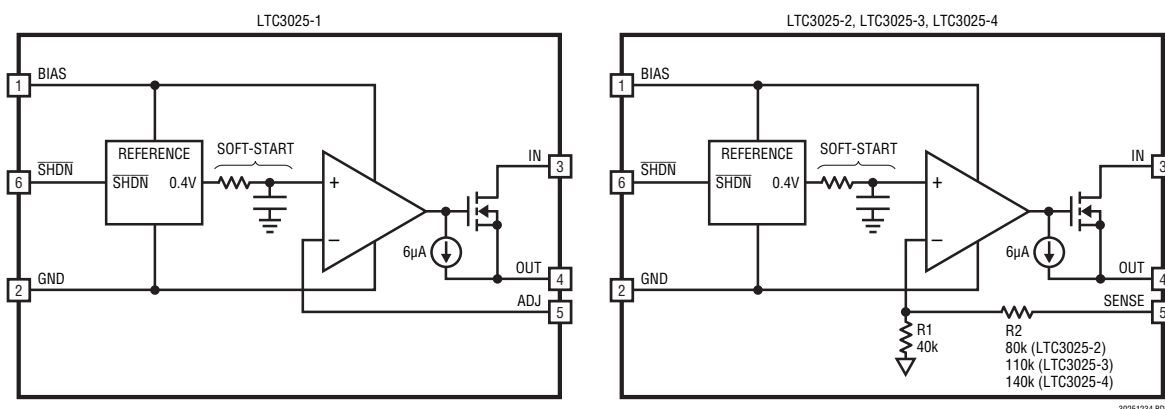 LTC3025-1
1
BIAS
REFERENCE
SHDN
0.4V
SOFT-START
6
SHDN
+
–
6µA
IN
3
2
GND
OUT
4
ADJ
5
LTC3025-2, LTC3025-3, LTC3025-4
1
BIAS
REFERENCE
SHDN
0.4V
SOFT-START
6
SHDN
+
–
6µA
IN
3
2
GND
OUT
4
SENSE
5
R1
40k
R2
80k (LTC3025-2)
110k (LTC3025-3)
140k (LTC3025-4)